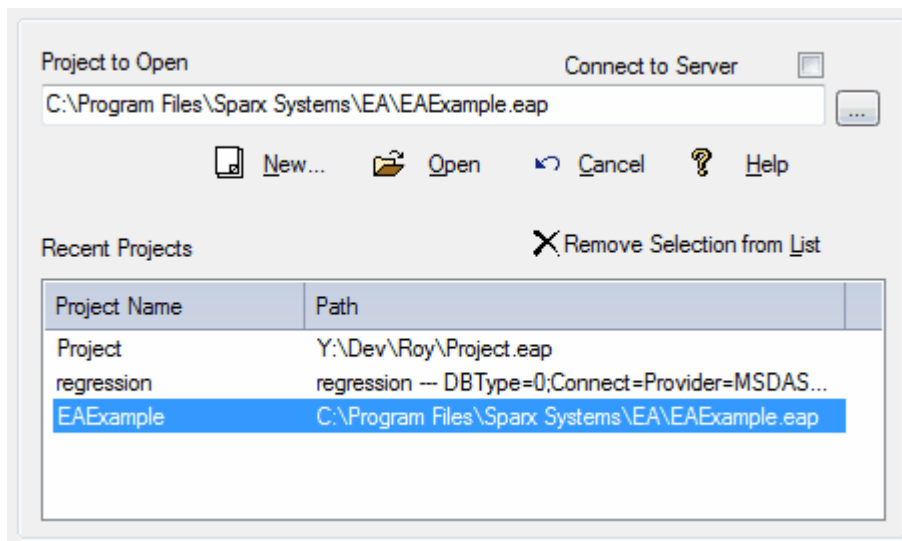 Project to Open Connect to Server
C:\Program Files\Sparx Systems\EA\EAExample.eap ...
New... Open Cancel ? Help
Recent Projects Remove Selection from List
Project Name Path
Project Y:\Dev\Roy\Project.eap
regression regression --- DBType=0;Connect=Provider=MSDAS...
EAExample C:\Program Files\Sparx Systems\EA\EAExample.eap